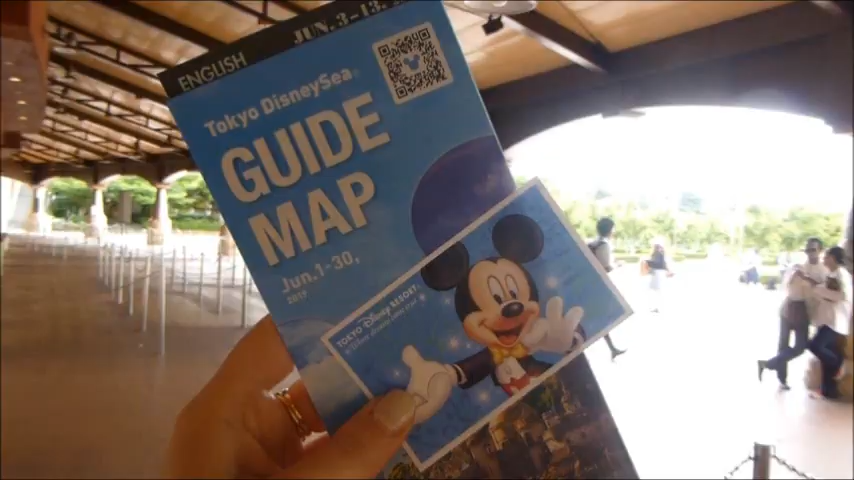 ENGLISH
JUN. 3-13.
Tokyo DisneySea®
GUIDE
MAP
Jun.1-30,
TOKYO Disney RESORT®